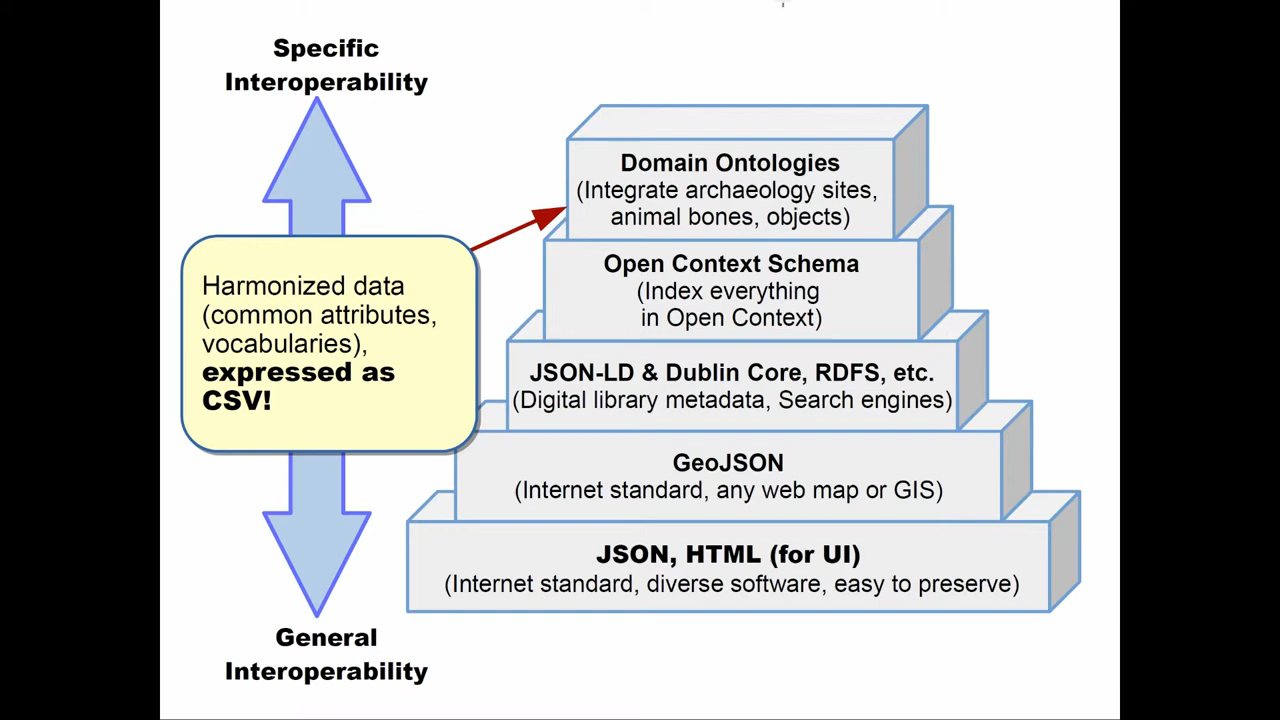 Specific
Interoperability
Domain Ontologies
(Integrate archaeology sites,
animal bones, objects)
Open Context Schema
(Index everything
in Open Context)
Harmonized data
(common attributes,
vocabularies),
expressed as
CSV!
JSON-LD & Dublin Core, RDFS, etc.
(Digital library metadata, Search engines)
GeoJSON
(Internet standard, any web map or GIS)
JSON, HTML (for UI)
(Internet standard, diverse software, easy to preserve)
General
Interoperability